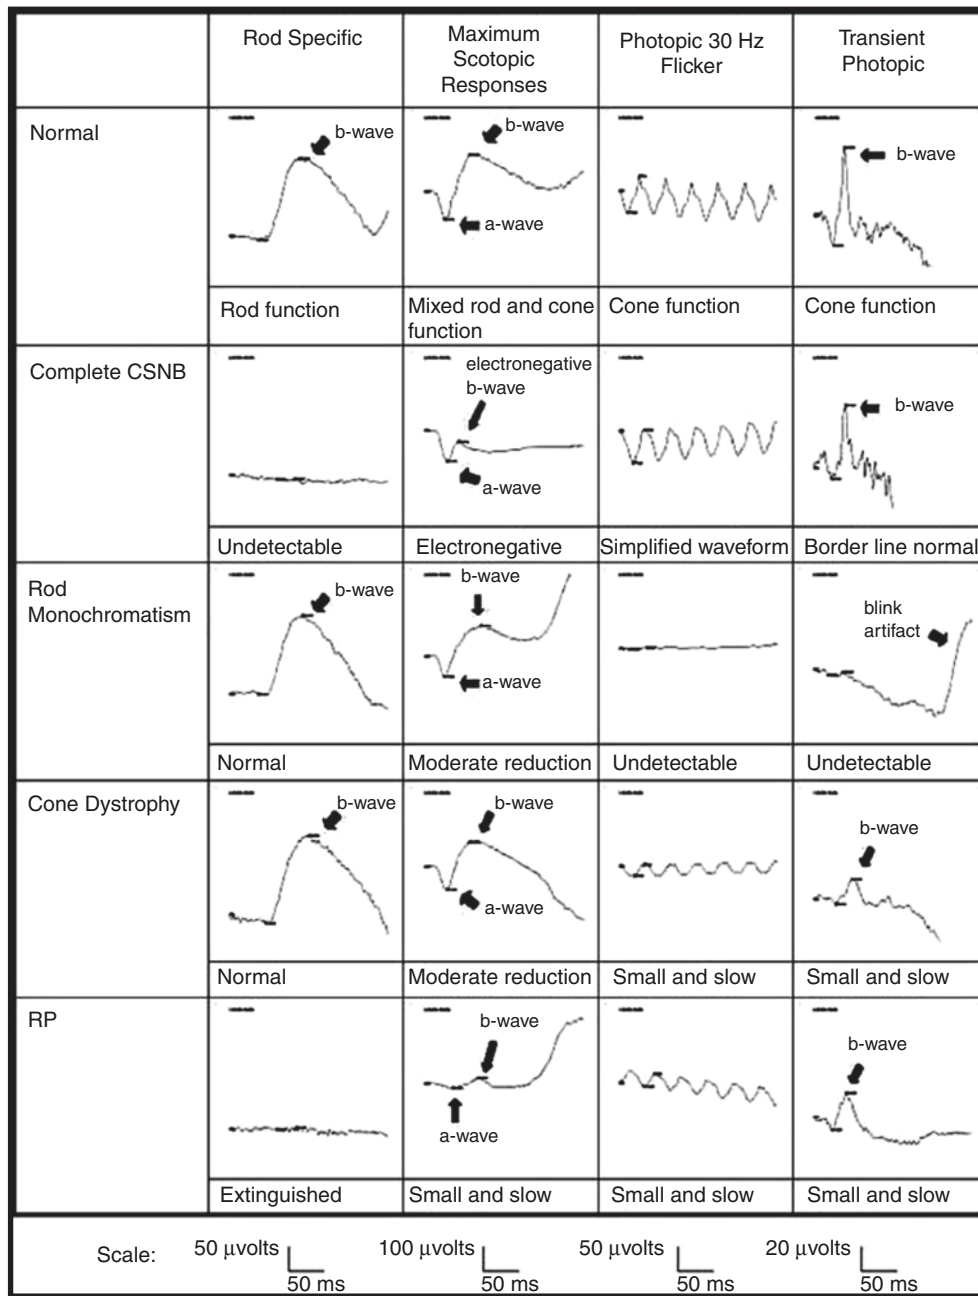 Rod Specific
Maximum
Scotopic
Responses
Photopic 30 Hz
Flicker
Transient
Photopic
Normal
b-wave
b-wave
a-wave
b-wave
Rod function
Mixed rod and cone
function
Cone function
Cone function
Complete CSNB
electronegative
b-wave
a-wave
b-wave
Undetectable
Electronegative
Simplified waveform
Border line normal
Rod
Monochromatism
b-wave
b-wave
a-wave
blink
artifact
Normal
Moderate reduction
Undetectable
Undetectable
Cone Dystrophy
b-wave
b-wave
a-wave
b-wave
Normal
Moderate reduction
Small and slow
Small and slow
RP
b-wave
a-wave
b-wave
Extinguished
Small and slow
Small and slow
Small and slow
Scale:
50 µvolts
50 ms
100 µvolts
50 ms
50 µvolts
50 ms
20 µvolts
50 ms